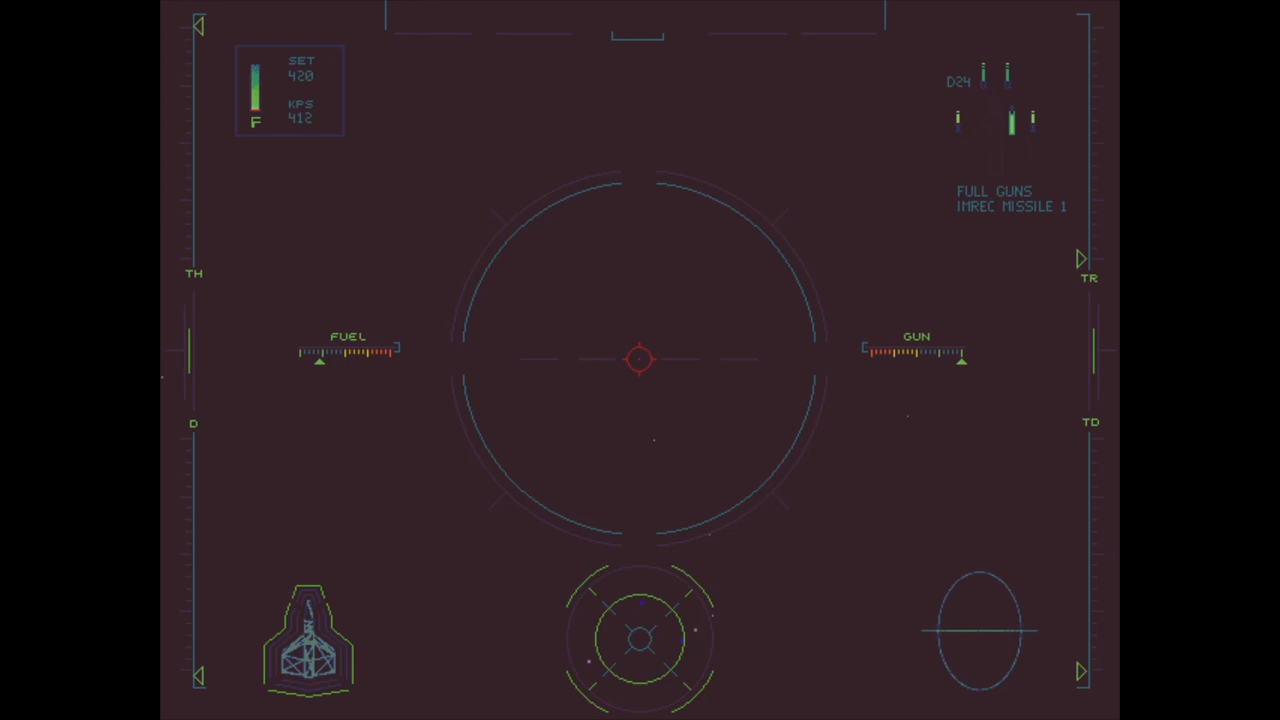 SET
420
KPS
412
F
D24
FULL GUNS
IMREC MISSILE 1
TH
TR
FUEL
GUN
D
TD